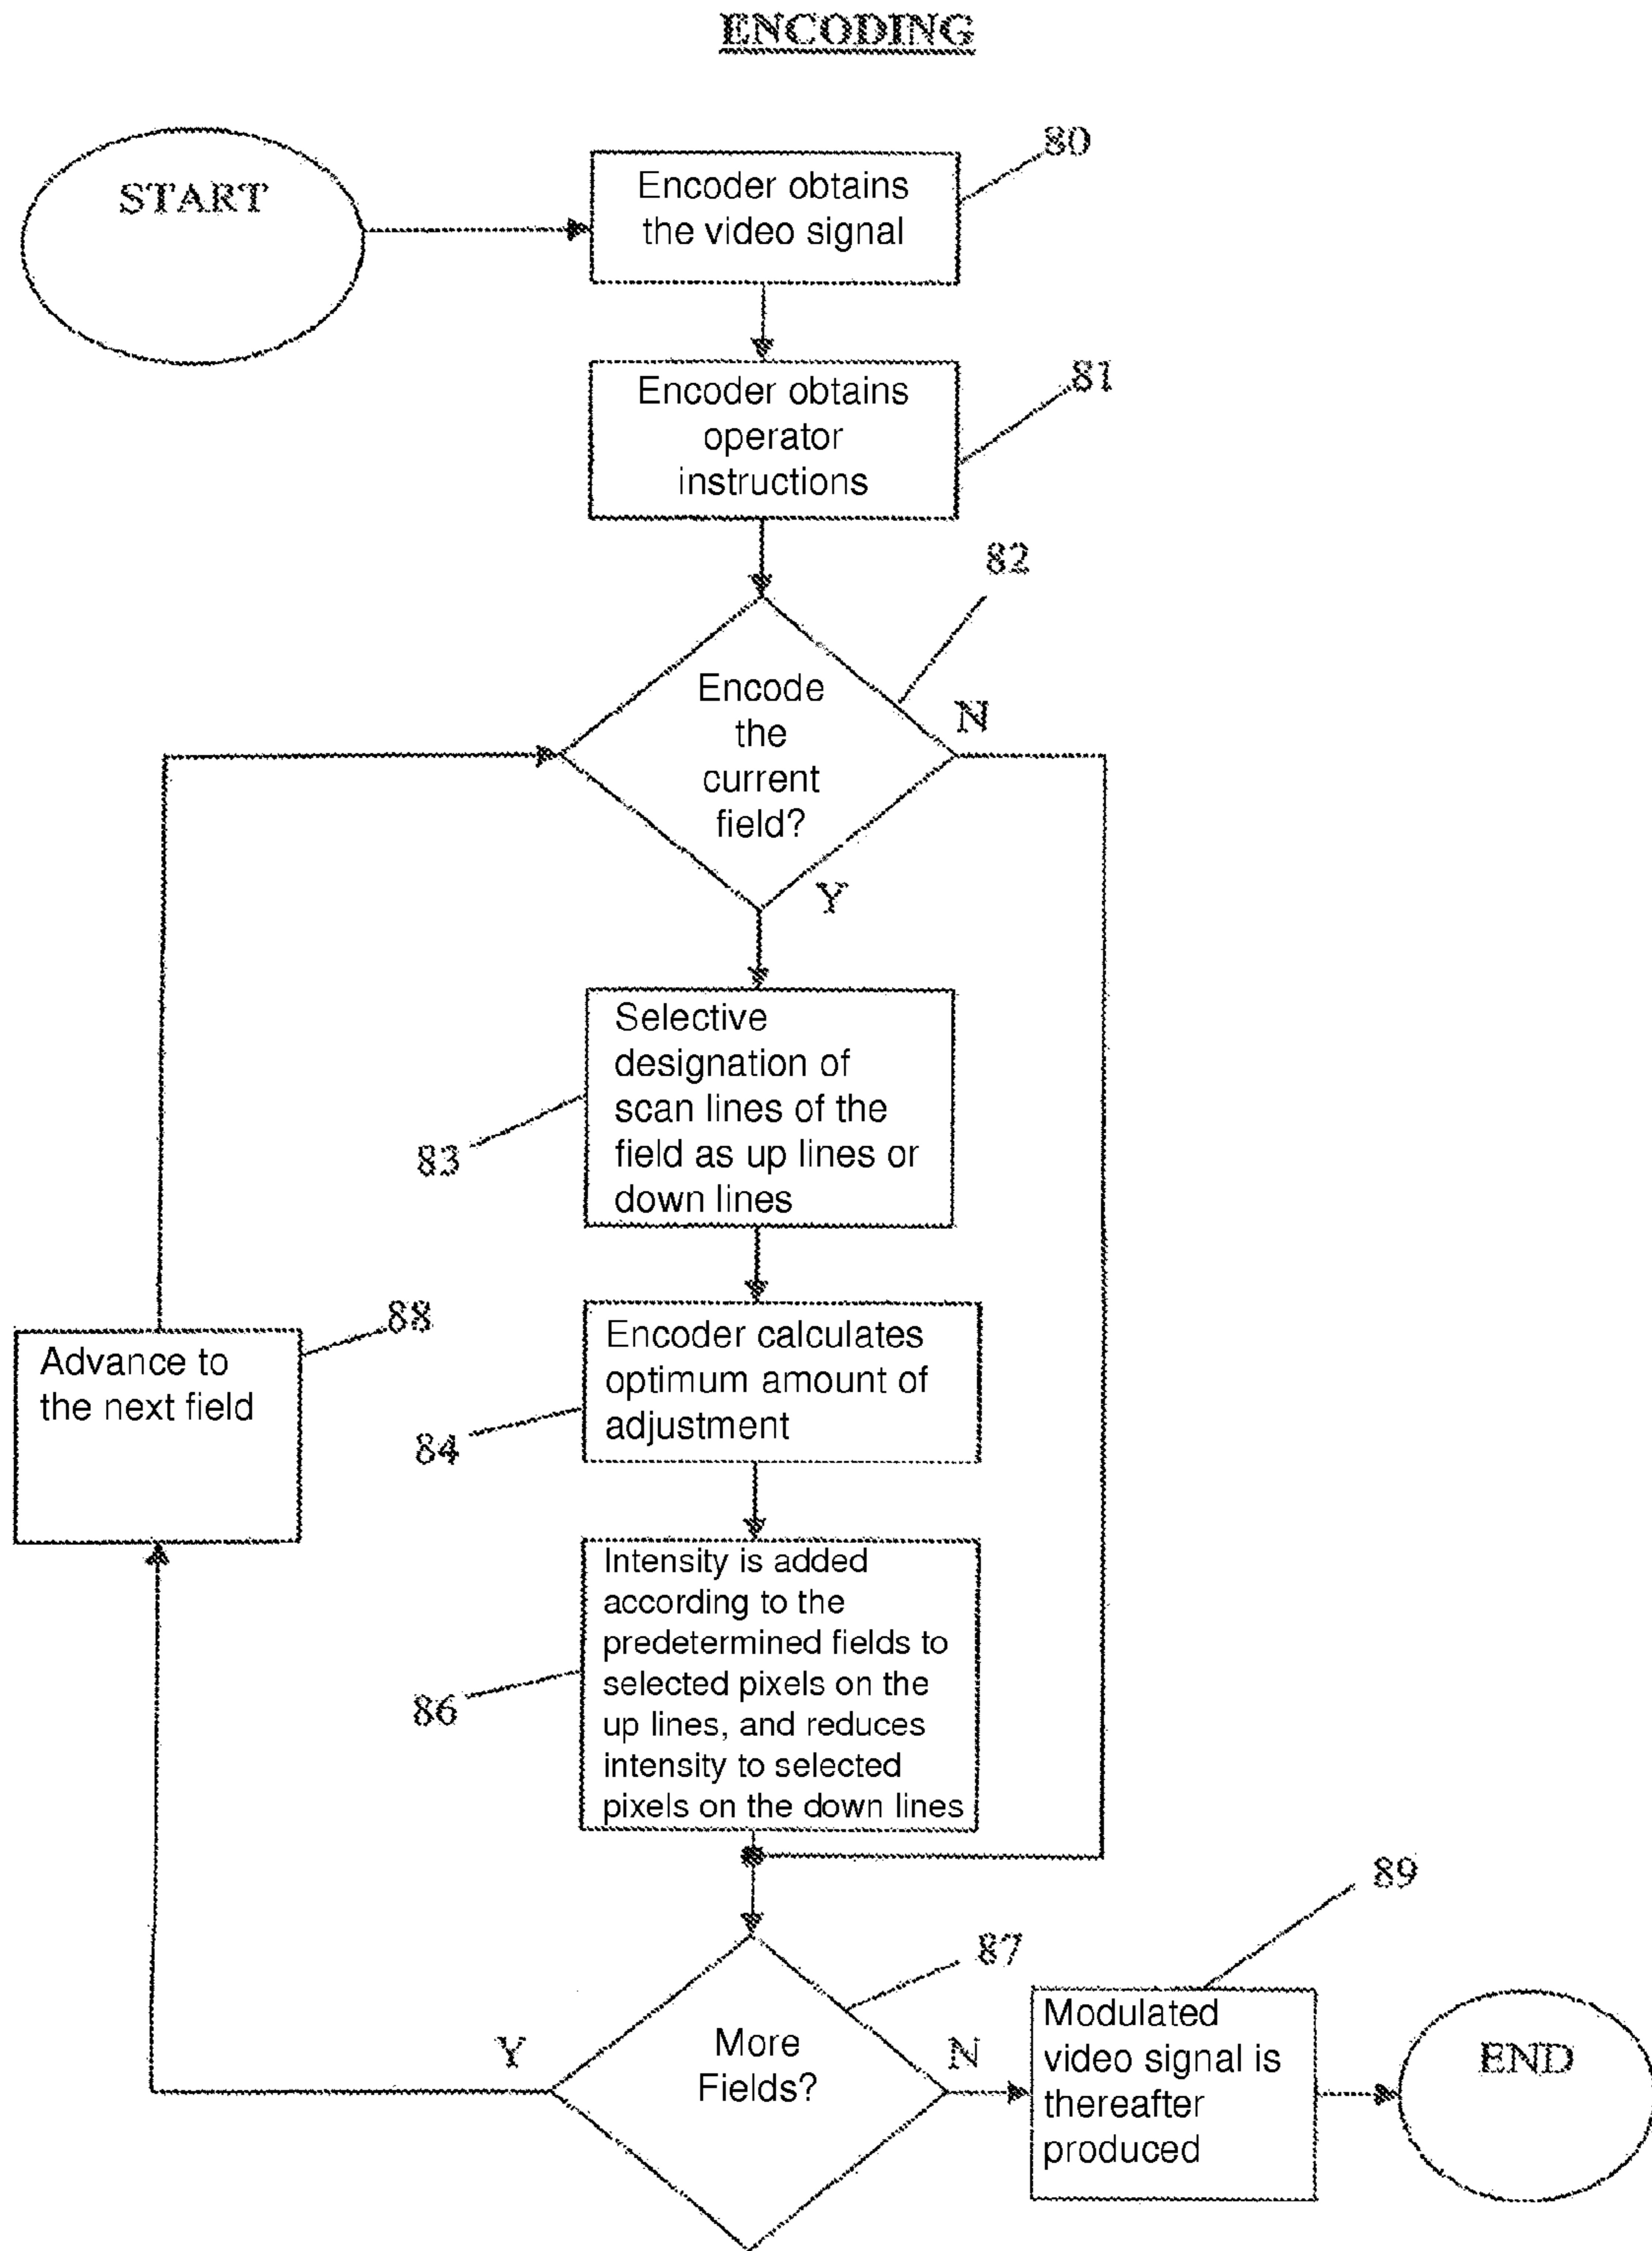 ENCODING
START
80
Encoder obtains
the video signal
81
Encoder obtains
operator
instructions
82
Encode
the
current
field?
N
Y
Selective
designation of
scan lines of the
field as up lines or
down lines
83
88
Advance to
the next field
Encoder calculates
optimum amount of
adjustment
84
Intensity is added
according to the
predetermined fields to
selected pixels on the
up lines, and reduces
intensity to selected
pixels on the down lines
86
89
87
More
Fields?
Y
N
Modulated
video signal is
thereafter
produced
END